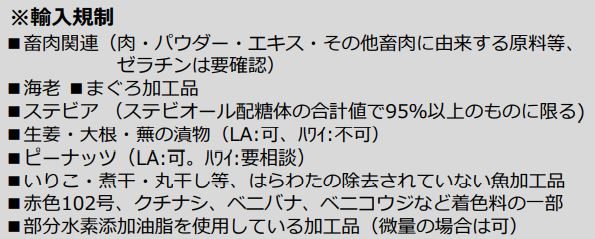 ※輸入規制
■畜肉関連（肉・パウダー・エキス・その他畜肉に由来する原料等、
ゼラチンは要確認）
■海老 ■まぐろ加工品
■ステビア （ステビオール配糖体の合計値で95%以上のものに限る)
■生姜・大根・蕪の漬物（LA:可、ﾊﾜｲ:不可）
■ピーナッツ（LA:可。ﾊﾜｲ:要相談）
■いりこ・煮干・丸干し等、はらわたの除去されていない魚加工品
■赤色102号、クチナシ、ベニバナ、ベニコウジなど着色料の一部
■部分水素添加油脂を使用している加工品（微量の場合は可）